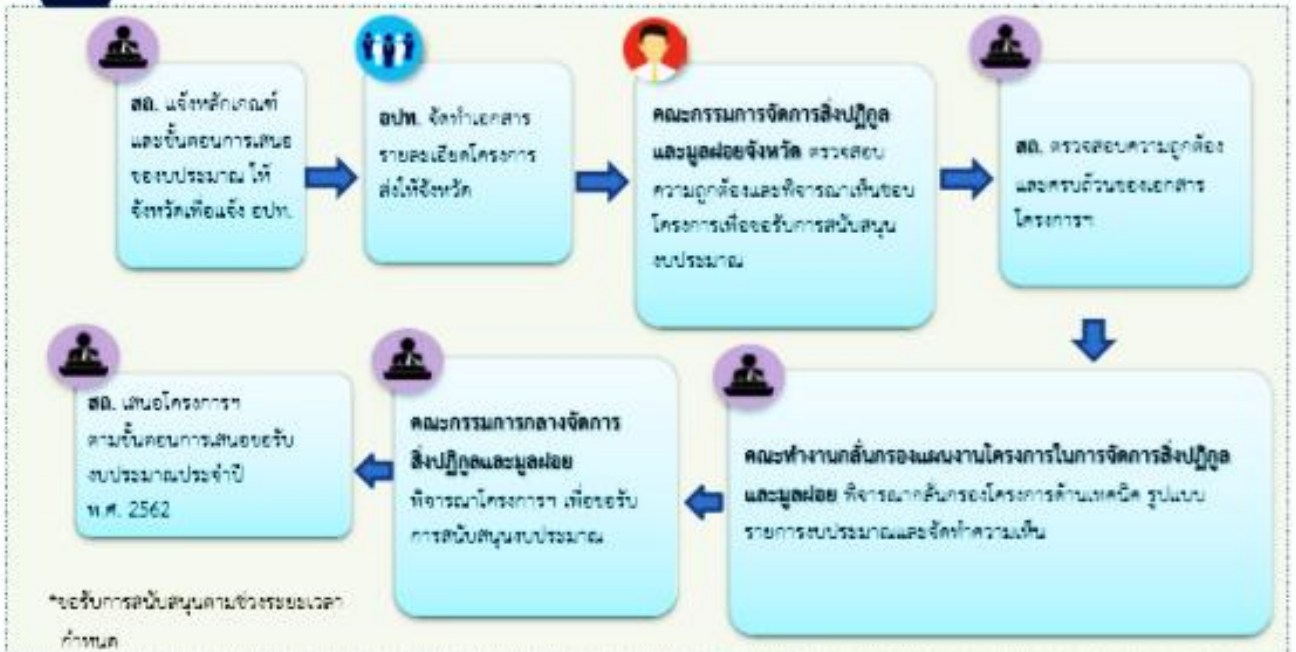 สถ. แจ้งหลักเกณฑ์
และขั้นตอนการเสนอ
ของบประมาณ ให้
จังหวัดเพื่อแจ้ง อปท.
อปท. จัดทำเอกสาร
รายละเอียดโครงการ
ส่งให้จังหวัด
คณะกรรมการจัดการสิ่งปฏิกูล
และมูลฝอยจังหวัด ตรวจสอบ
ความถูกต้องและพิจารณาเห็นชอบ
โครงการเพื่อขอรับการสนับสนุน
งบประมาณ
สถ. ตรวจสอบความถูกต้อง
และครบถ้วนของเอกสาร
โครงการฯ
คณะทำงานกลั่นกรองแผนงานโครงการในการจัดการสิ่งปฏิกูล
และมูลฝอย พิจารณากลั่นกรองโครงการด้านเทคนิค รูปแบบ
รายการงบประมาณและจัดทำความเห็น
คณะกรรมการกลางจัดการ
สิ่งปฏิกูลและมูลฝอย
พิจารณาโครงการฯ เพื่อขอรับ
การสนับสนุนงบประมาณ
สถ. เสนอโครงการฯ
ตามขั้นตอนการเสนอขอรับ
งบประมาณประจำปี
พ.ศ. 2562
*ขอรับการสนับสนุนตามช่วงระยะเวลา
กำหนด